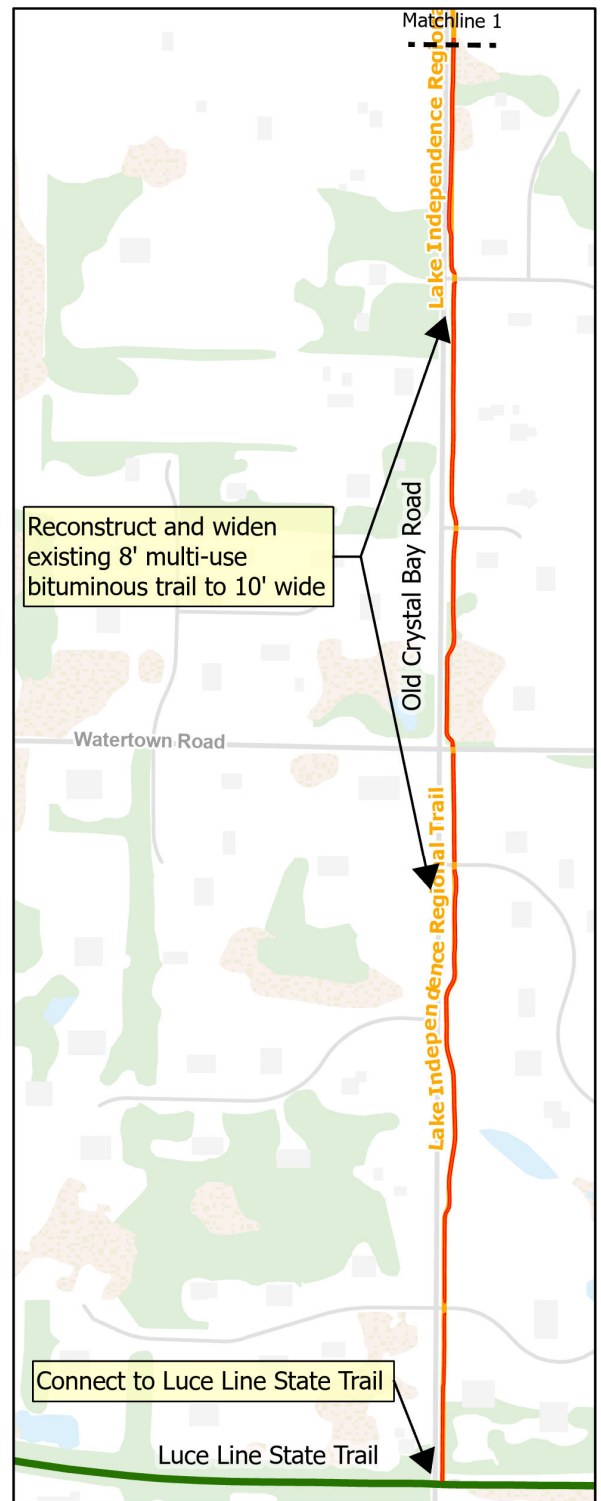 Matchline 1
Lake Independence Regional
Reconstruct and widen
existing 8' multi-use
bituminous trail to 10' wide
Old Crystal Bay Road
Watertown Road
Lake Independence Regional Trail
Connect to Luce Line State Trail
Luce Line State Trail